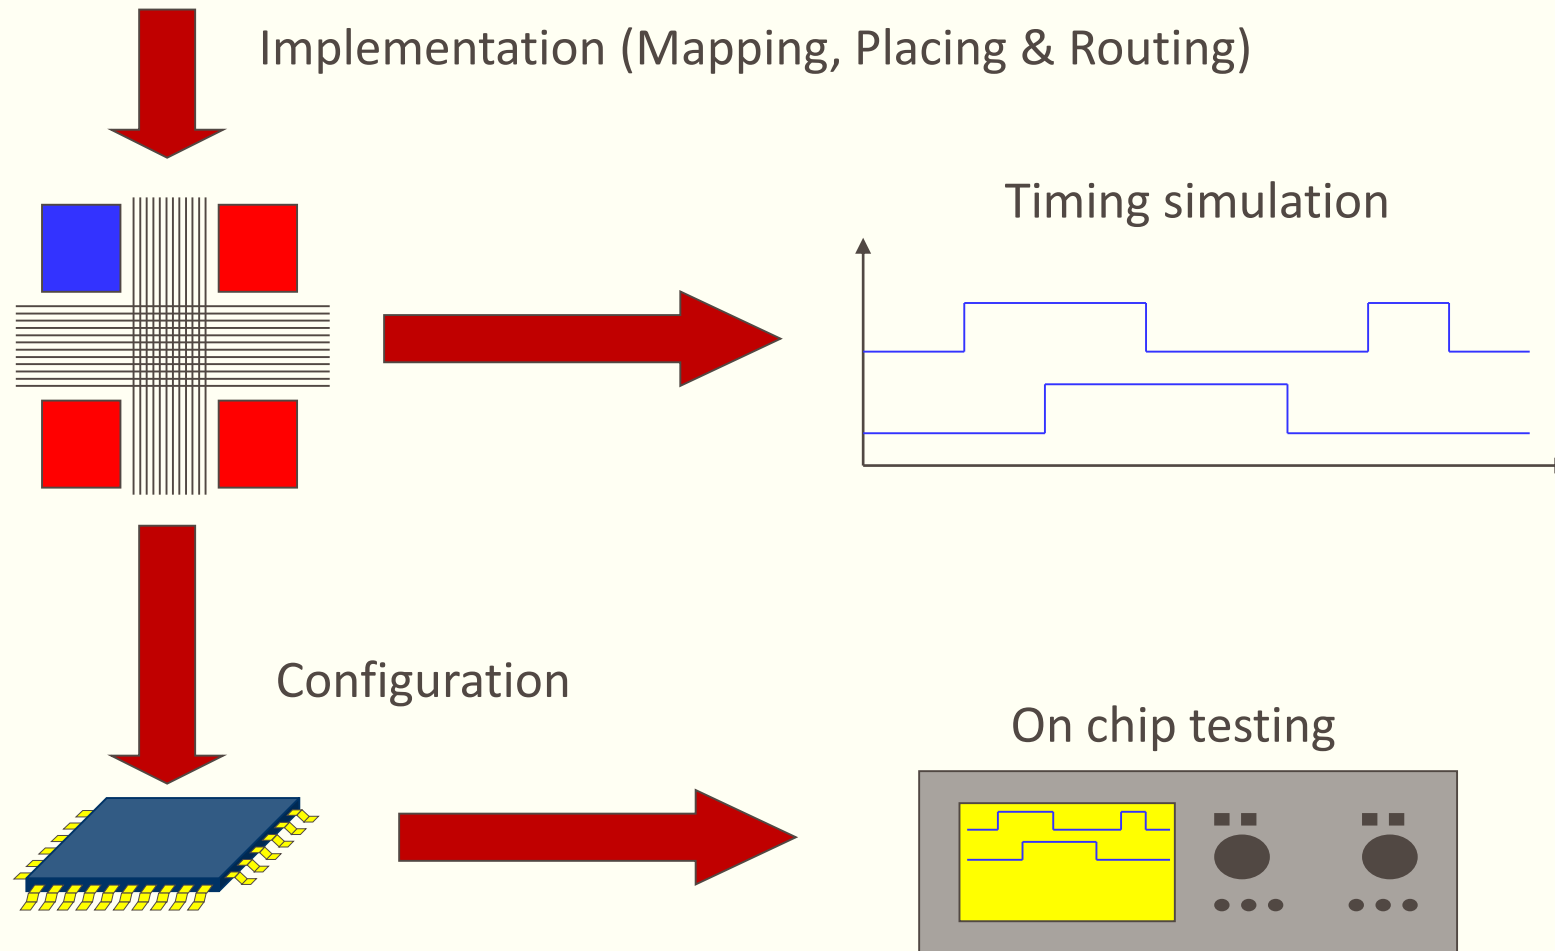 Implementation (Mapping, Placing & Routing)
Timing simulation
Configuration
On chip testing